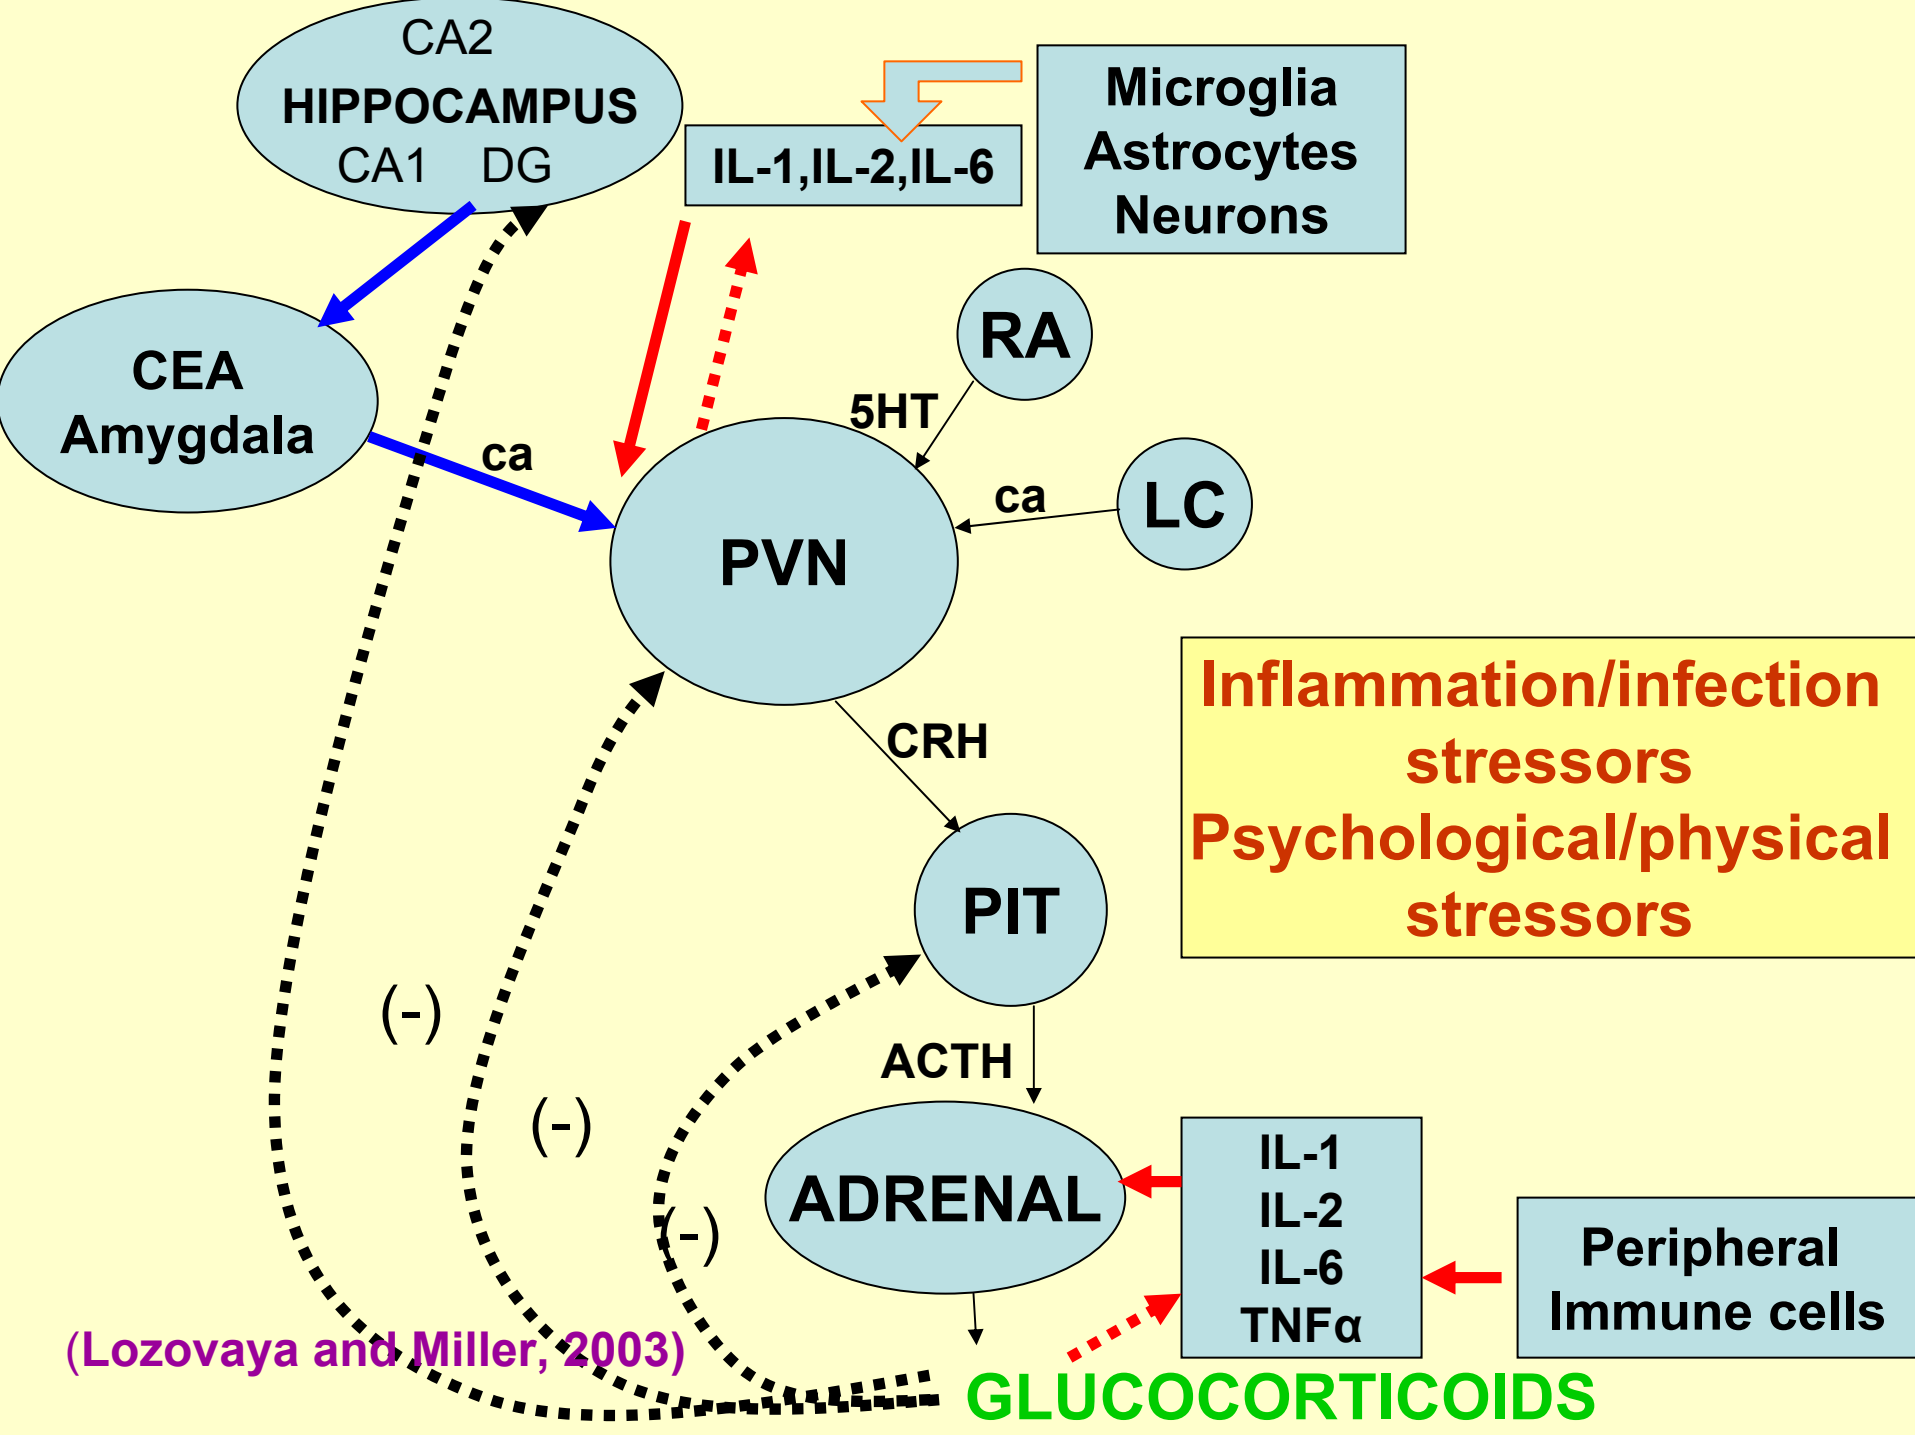 CA2
HIPPOCAMPUS
CA1 DG
IL-1,IL-2,IL-6
Microglia
Astrocytes
Neurons
RA
5HT
CEA
Amygdala
ca
LC
ca
PVN
Inflammation/infection
stressors
Psychological/physical
stressors
CRH
PIT
(-)
ACTH
(-)
ADRENAL
(-)
IL-1
IL-2
IL-6
TNFα
Peripheral
Immune cells
(Lozovaya and Miller, 2003)
GLUCOCORTICOIDS